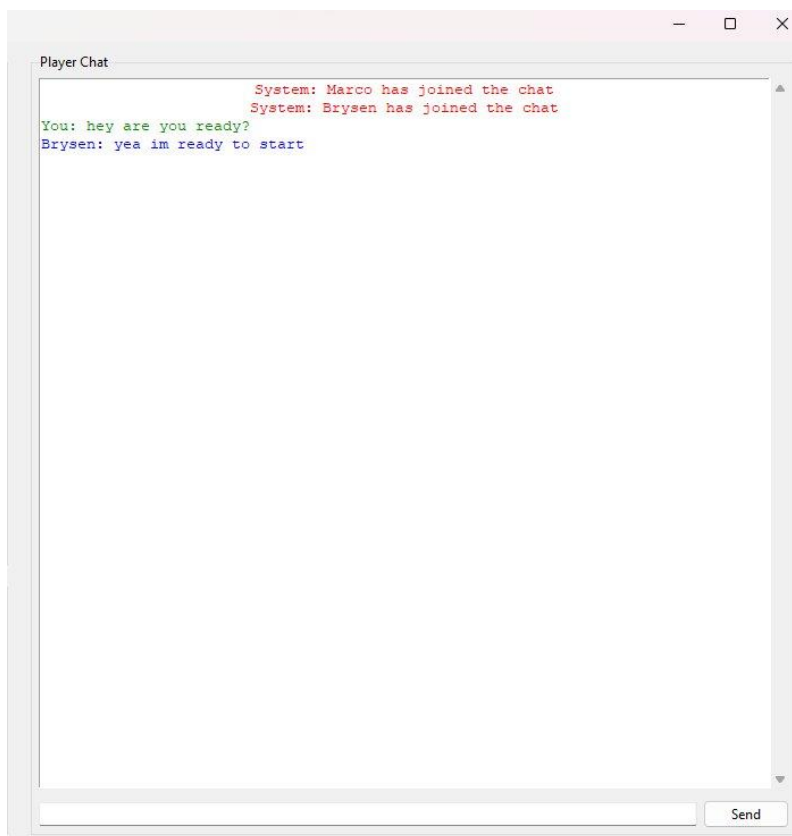 Player Chat
System: Marco has joined the chat
System: Brysen has joined the chat
You: hey are you ready?
Brysen: yea im ready to start
Send